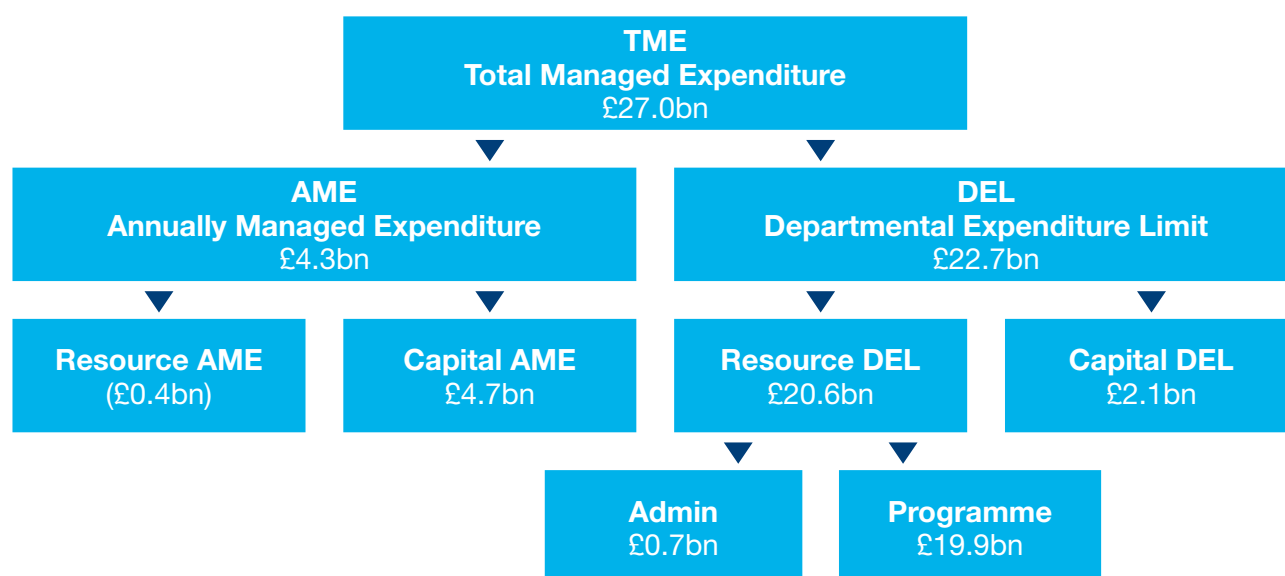 TME
Total Managed Expenditure
£27.0bn
AME
Annually Managed Expenditure
£4.3bn
DEL
Departmental Expenditure Limit
£22.7bn
Resource AME
(£0.4bn)
Capital AME
£4.7bn
Resource DEL
£20.6bn
Capital DEL
£2.1bn
Admin
£0.7bn
Programme
£19.9bn